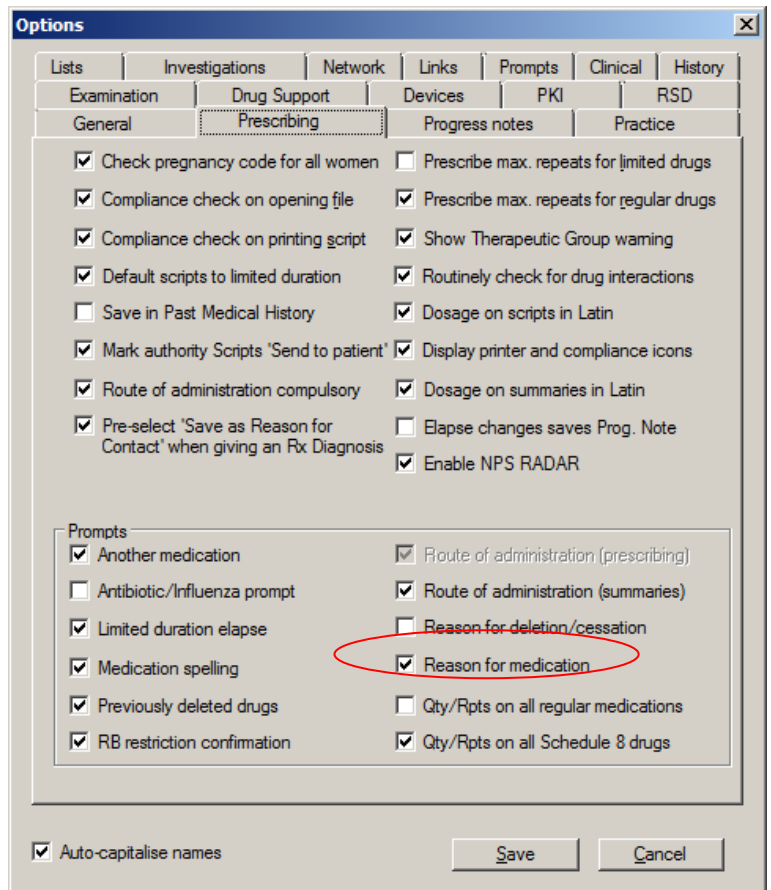 Options
Lists Investigations Network Links Prompts Clinical History
Examination Drug Support Devices PKI RSD
General Prescribing Progress notes Practice
Check pregnancy code for all women
Compliance check on opening file
Compliance check on printing script
Default scripts to limited duration
Save in Past Medical History
Mark authority Scripts 'Send to patient'
Route of administration compulsory
Pre-select 'Save as Reason for
Contact' when giving an Rx Diagnosis
Prescribe max. repeats for limited drugs
Prescribe max. repeats for regular drugs
Show Therapeutic Group warning
Routinely check for drug interactions
Dosage on scripts in Latin
Display printer and compliance icons
Dosage on summaries in Latin
Elapse changes saves Prog. Note
Enable NPS RADAR
Prompts
Another medication
Antibiotic/Influenza prompt
Limited duration elapse
Medication spelling
Previously deleted drugs
RB restriction confirmation
Route of administration (prescribing)
Route of administration (summaries)
Reason for deletion/cessation
Reason for medication
Qty/Rpts on all regular medications
Qty/Rpts on all Schedule 8 drugs
Auto-capitalise names
Save Cancel